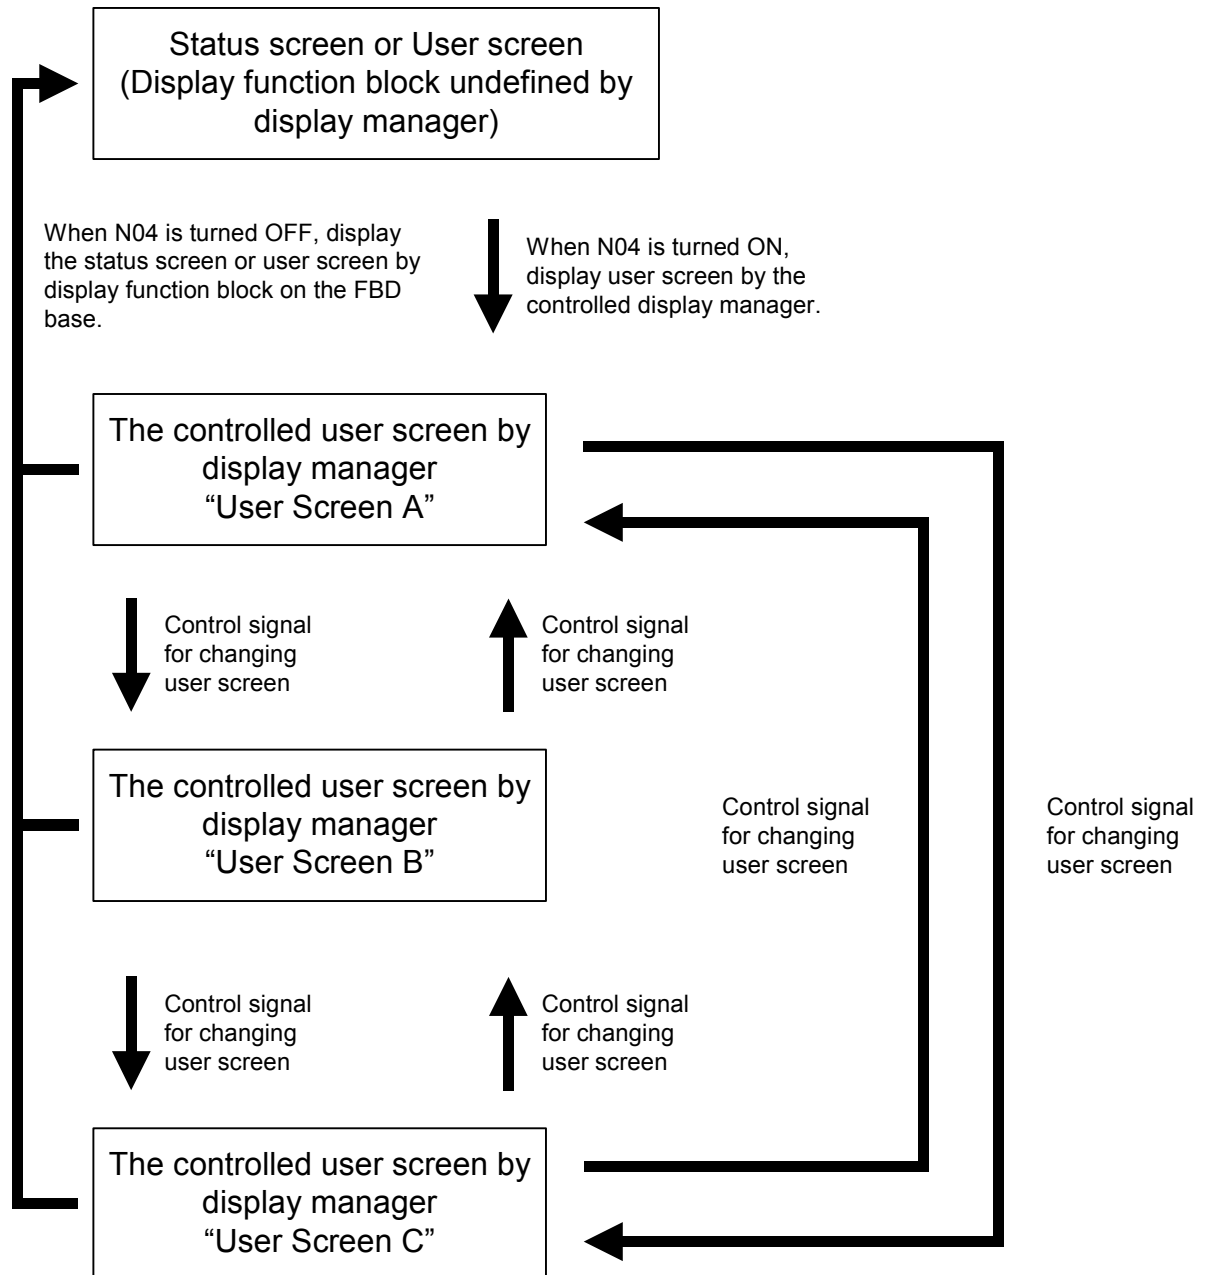 Status screen or User screen
(Display function block undefined by
display manager)
When N04 is turned OFF, display
the status screen or user screen by
display function block on the FBD
base.
When N04 is turned ON,
display user screen by the
controlled display manager.
The controlled user screen by
display manager
“User Screen A”
Control signal
for changing
user screen
Control signal
for changing
user screen
The controlled user screen by
display manager
“User Screen B”
Control signal
for changing
user screen
Control signal
for changing
user screen
Control signal
for changing
user screen
Control signal
for changing
user screen
The controlled user screen by
display manager
“User Screen C”